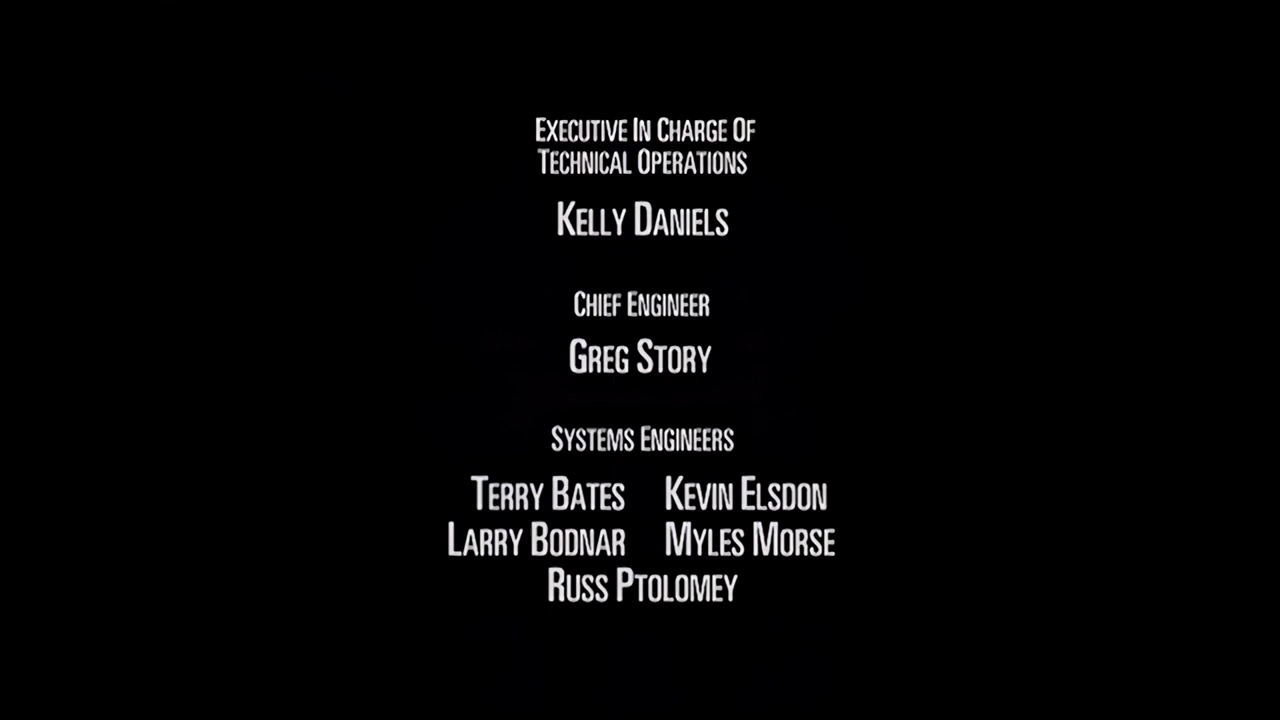 Executive In Charge Of
Technical Operations
Kelly Daniels
Chief Engineer
Greg Story
Systems Engineers
Terry Bates Kevin Elsdon
Larry Bodnar Myles Morse
Russ Ptolomey